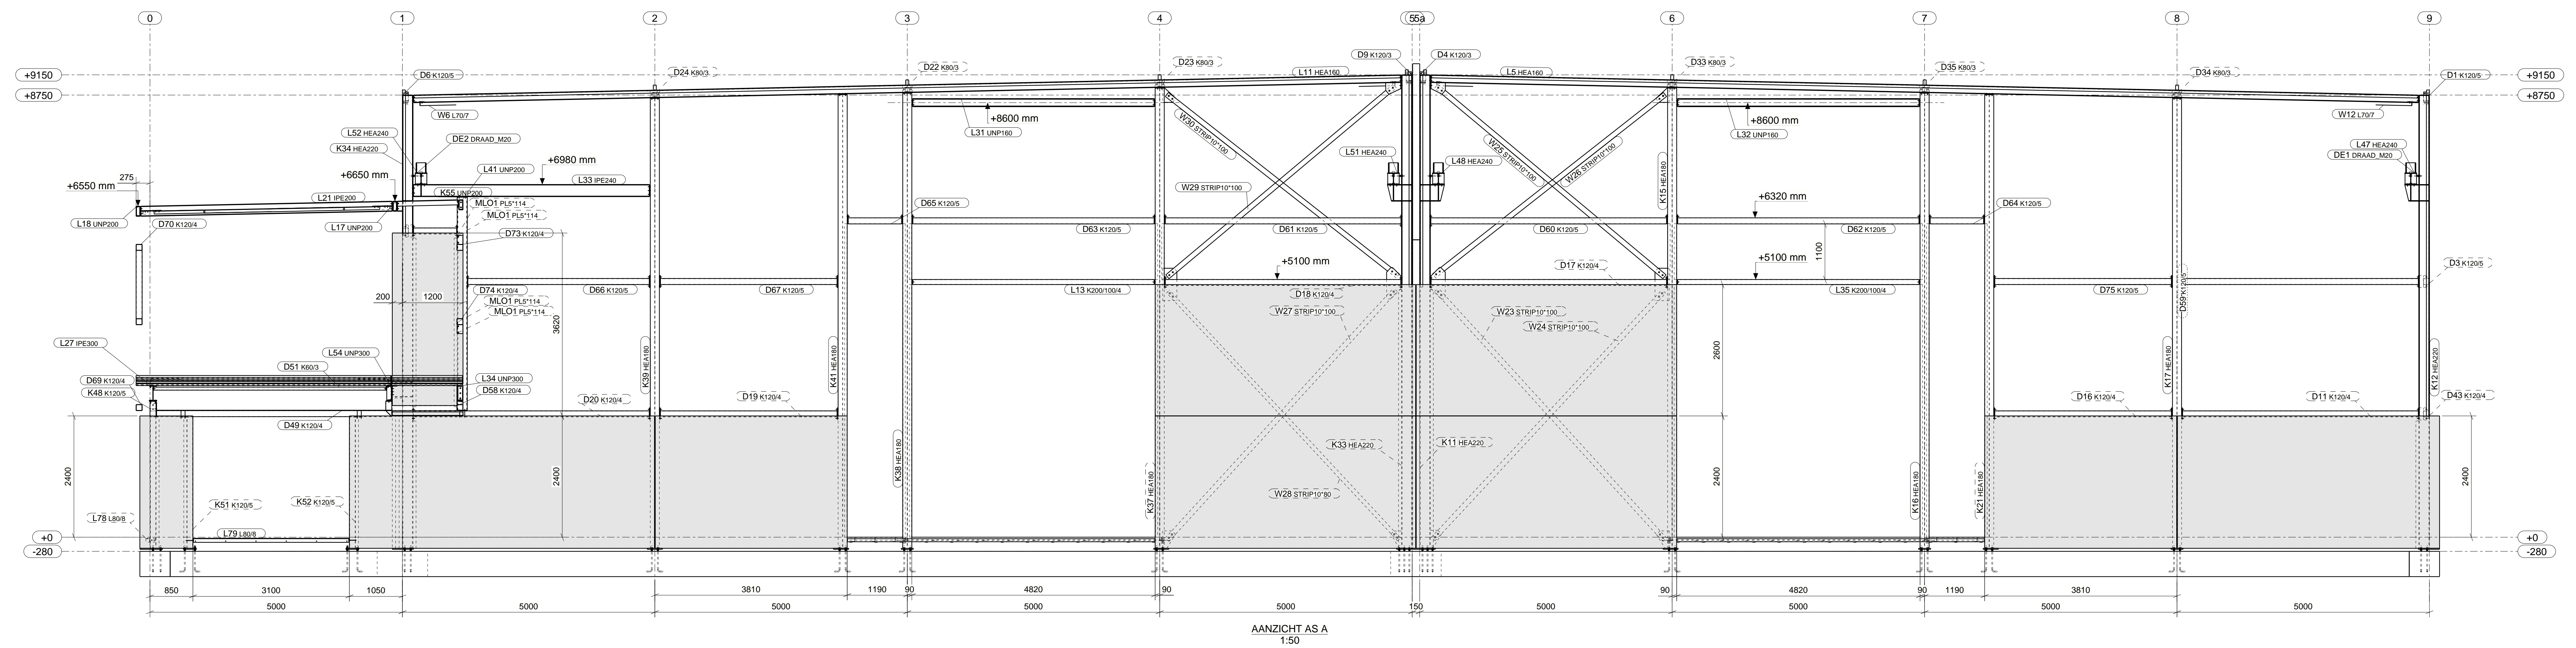 0
1
2
3
4
5
5a
6
7
8
9
+9150
+8750
D6 K120/5
D24 K80/3
D22 K80/3
D23 K80/3
D9 K120/3
D4 K120/3
D33 K80/3
D35 K80/3
D34 K80/3
D1 K120/5
+9150
+8750
L11 HEA160
L5 HEA160
W6 L70/7
W12 L70/7
+8600 mm
+8600 mm
L31 UNP160
L32 UNP160
W30 STRIP10*100
W25 STRIP10*100
W26 STRIP10*100
L52 HEA240
DE2 DRAAD_M20
K34 HEA220
L51 HEA240
L48 HEA240
L47 HEA240
DE1 DRAAD_M20
275
+6550 mm
+6650 mm
+6980 mm
L41 UNP200
L33 IPE240
K55 UNP200
L21 IPE200
MLO1 PL5*114
MLO1 PL5*114
W29 STRIP10*100
K15 HEA180
L18 UNP200
D70 K120/4
L17 UNP200
D73 K120/4
D65 K120/5
D63 K120/5
D61 K120/5
D60 K120/5
+6320 mm
D62 K120/5
D64 K120/5
1100
+5100 mm
+5100 mm
D17 K120/4
D3 K120/5
200
1200
D74 K120/4
MLO1 PL5*114
MLO1 PL5*114
D66 K120/5
D67 K120/5
L13 K200/100/4
D18 K120/4
L35 K200/100/4
D75 K120/5
D59 K120/5
3620
W27 STRIP10*100
W23 STRIP10*100
W24 STRIP10*100
2600
L27 IPE300
L54 UNP300
D51 K60/3
L34 UNP300
D69 K120/4
D58 K120/4
K48 K120/5
K39 HEA180
K41 HEA180
K17 HEA180
K12 HEA220
D20 K120/4
D19 K120/4
D16 K120/4
D11 K120/4
D43 K120/4
D49 K120/4
K38 HEA180
K33 HEA220
K11 HEA220
2400
2400
2400
2400
K37 HEA180
K16 HEA180
K21 HEA180
W28 STRIP10*80
K51 K120/5
K52 K120/5
L78 L80/8
L79 L80/8
+0
-280
+0
-280
850
3100
1050
3810
1190
90
4820
90
90
4820
90
1190
3810
5000
5000
5000
5000
5000
150
5000
5000
5000
5000
AANZICHT AS A
1:50